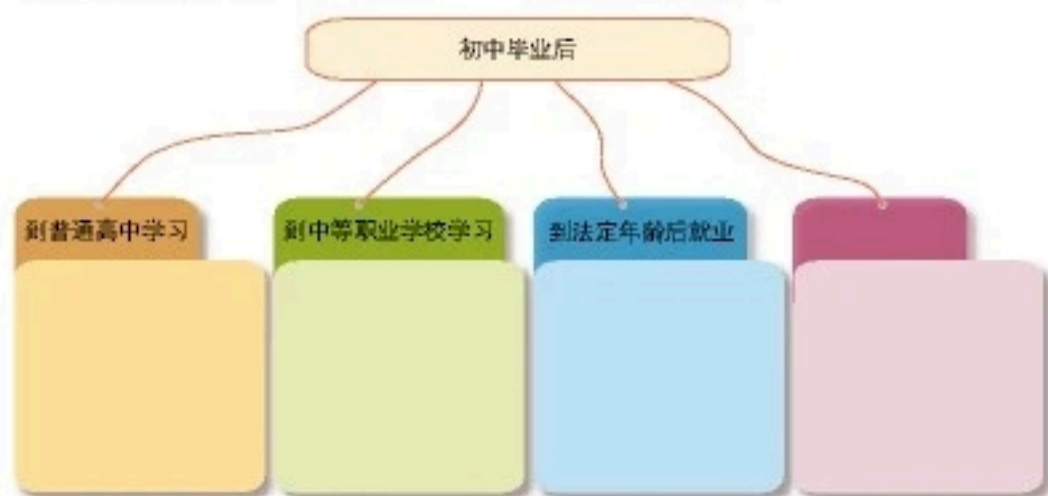 初中毕业后
到普通高中学习
到中等职业学校学习
到法定年龄后就业